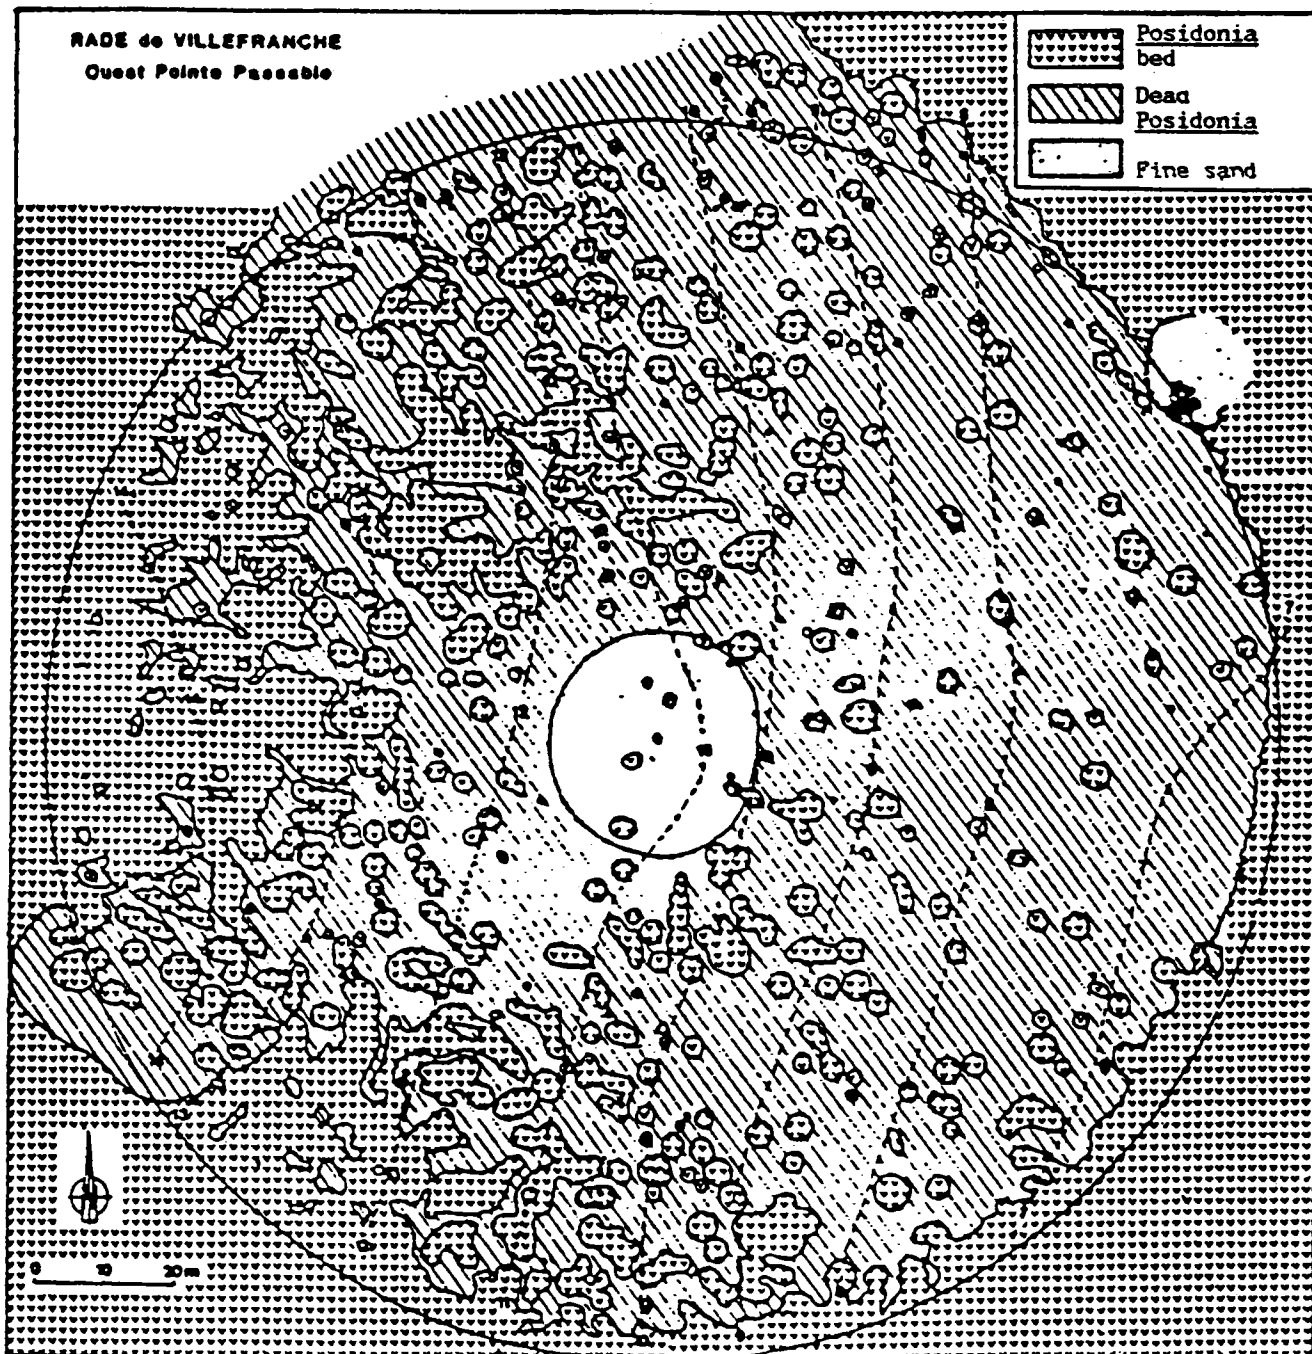 RADE de VILLEFRANCHE
Ouest Pointe Passable
Posidonia
bed
Dead
Posidonia
Fine sand
0 10 20m